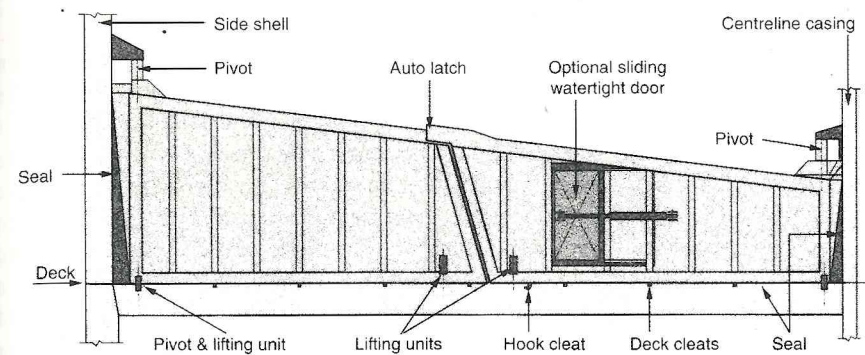 Side shell
Centreline casing
Pivot
Auto latch
Optional sliding
watertight door
Pivot
Seal
Deck
Pivot & lifting unit
Lifting units
Hook cleat
Deck cleats
Seal